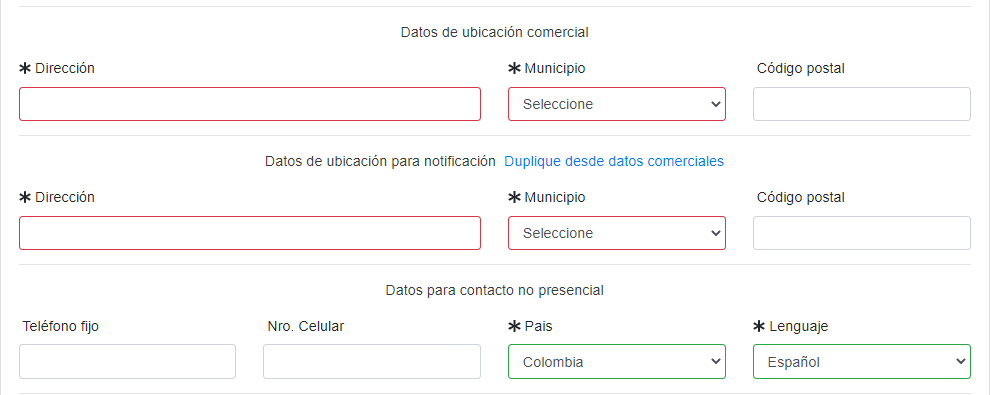 Datos de ubicación comercial
✱ Dirección ✱ Municipio Código postal
Seleccione
Datos de ubicación para notificación Duplique desde datos comerciales
✱ Dirección ✱ Municipio Código postal
Seleccione
Datos para contacto no presencial
Teléfono fijo Nro. Celular ✱ Pais ✱ Lenguaje
Colombia Español